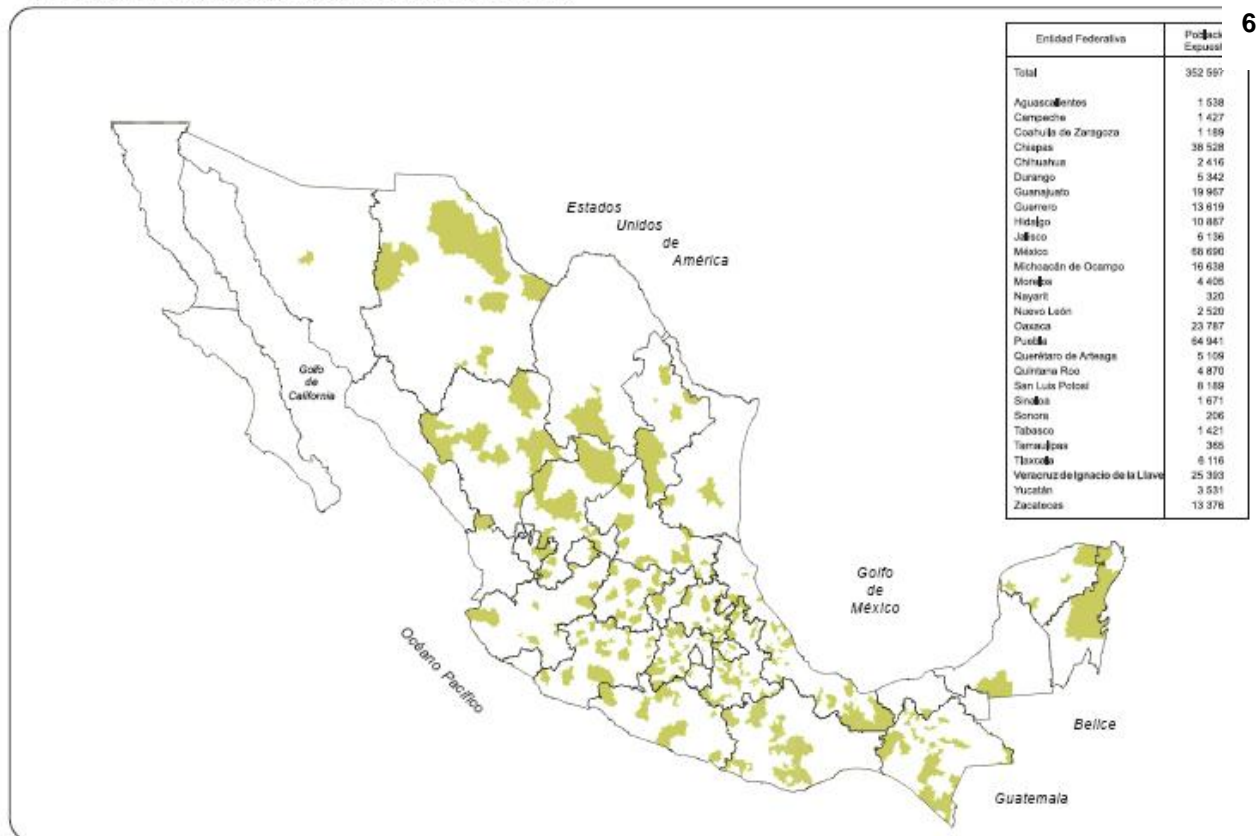 6
Entidad Federativa Població
Expuest
Total 352 597
Aguascalientes 1 538
Campeche 1 427
Coahuila de Zaragoza 1 189
Chiapas 38 528
Chihuahua 2 416
Durango 5 342
Guanajuato 19 967
Guerrero 13 619
Hidalgo 10 887
Jalisco 6 136
México 68 690
Michoacán de Ocampo 16 638
Morelos 4 405
Nayarit 320
Nuevo León 2 520
Oaxaca 23 787
Puebla 64 941
Querétaro de Arteaga 5 109
Quintana Roo 4 870
San Luis Potosí 8 189
Sinaloa 1 671
Sonora 206
Tabasco 1 421
Tamaulipas 365
Tlaxcala 6 116
Veracruz de Ignacio de la Llave 25 393
Yucatán 3 531
Zacatecas 13 376
Estados
Unidos
de
América
Golfo
de
California
Golfo
de
México
Océano Pacífico
Belice
Guatemala